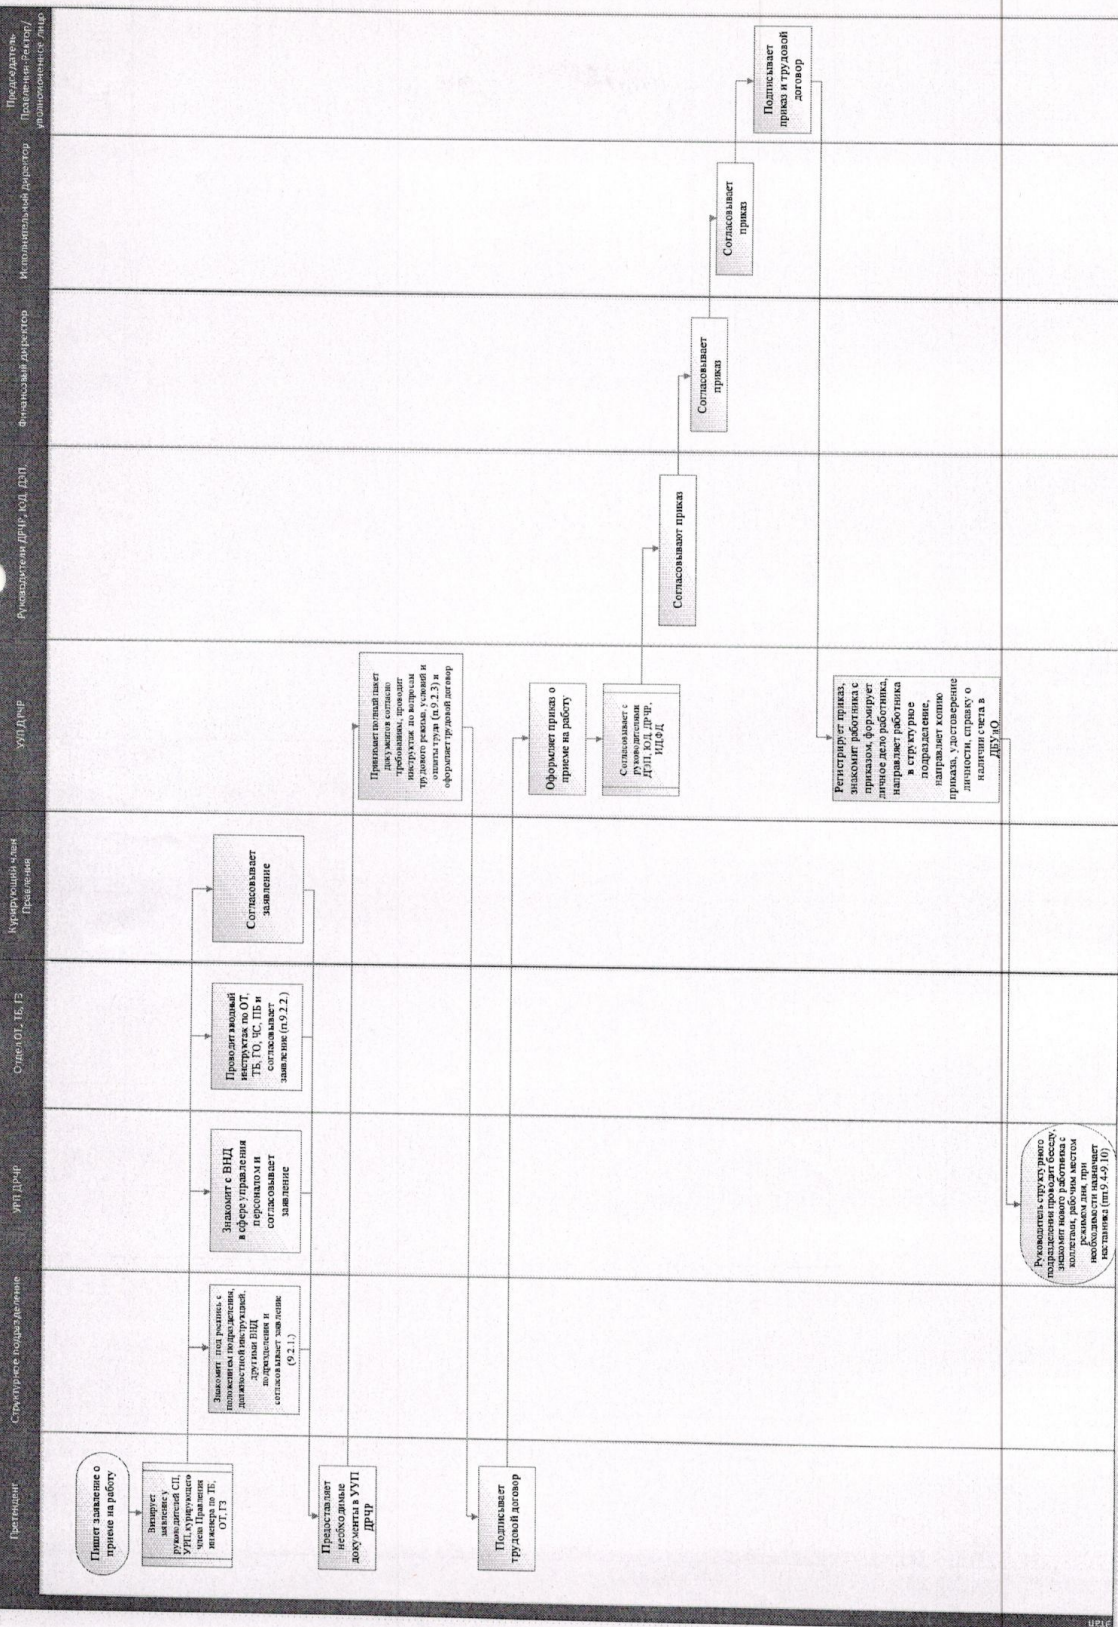 Претендент
Структурное подразделение
УРП ДРЧР
Отдел ОТ, ТБ, ГЗ
Курирующий член
Правления
УУП ДРЧР
Руководители ДРЧР, ЮД, ДЭП,
Финансовый директор
Исполнительный директор
Председатель
Правления-Ректор/
уполномоченное лицо
Этап
Пишет заявление о
приеме на работу
Визирует
заявление у
руководителей СП,
УРП, курирующего
члена Правления
инженера по ТБ,
ОТ, ГЗ
Знакомит под роспись с
положением подразделения,
должностной инструкцией,
другими ВНД
подразделения и
согласовывает заявление
(9.2.1.)
Знакомит с ВНД
в сфере управления
персоналом и
согласовывает
заявление
Проводит вводный
инструктаж по ОТ,
ТБ, ГО, ЧС, ПБ и
согласовывает
заявление (п.9.2.2.)
Согласовывает
заявление
Предоставляет
необходимые
документы в УУП
ДРЧР
Принимает полный пакет
документов согласно
требованиям, проводит
инструктаж по вопросам
трудового режима, условий и
оплаты труда (п.9.2.3) и
оформляет трудовой договор
Подписывает
трудовой договор
Оформляет приказ о
приеме на работу
Согласовывает с
руководителями
ДЭП, ЮД, ДРЧР,
ИД,ФД
Согласовывают приказ
Согласовывает
приказ
Согласовывает
приказ
Подписывает
приказ и трудовой
договор
Регистрирует приказ,
знакомит работника с
приказом, формирует
личное дело работника,
направляет работника
в структурное
подразделение,
направляет копию
приказа, удостоверение
личности, справку о
наличии счета в
ДБУиО
Руководитель структурного
подразделения проводит беседу,
знакомит нового работника с
коллегами, рабочим местом
режимом дня, при
необходимости назначает
наставника (пп.9.4-9.10)